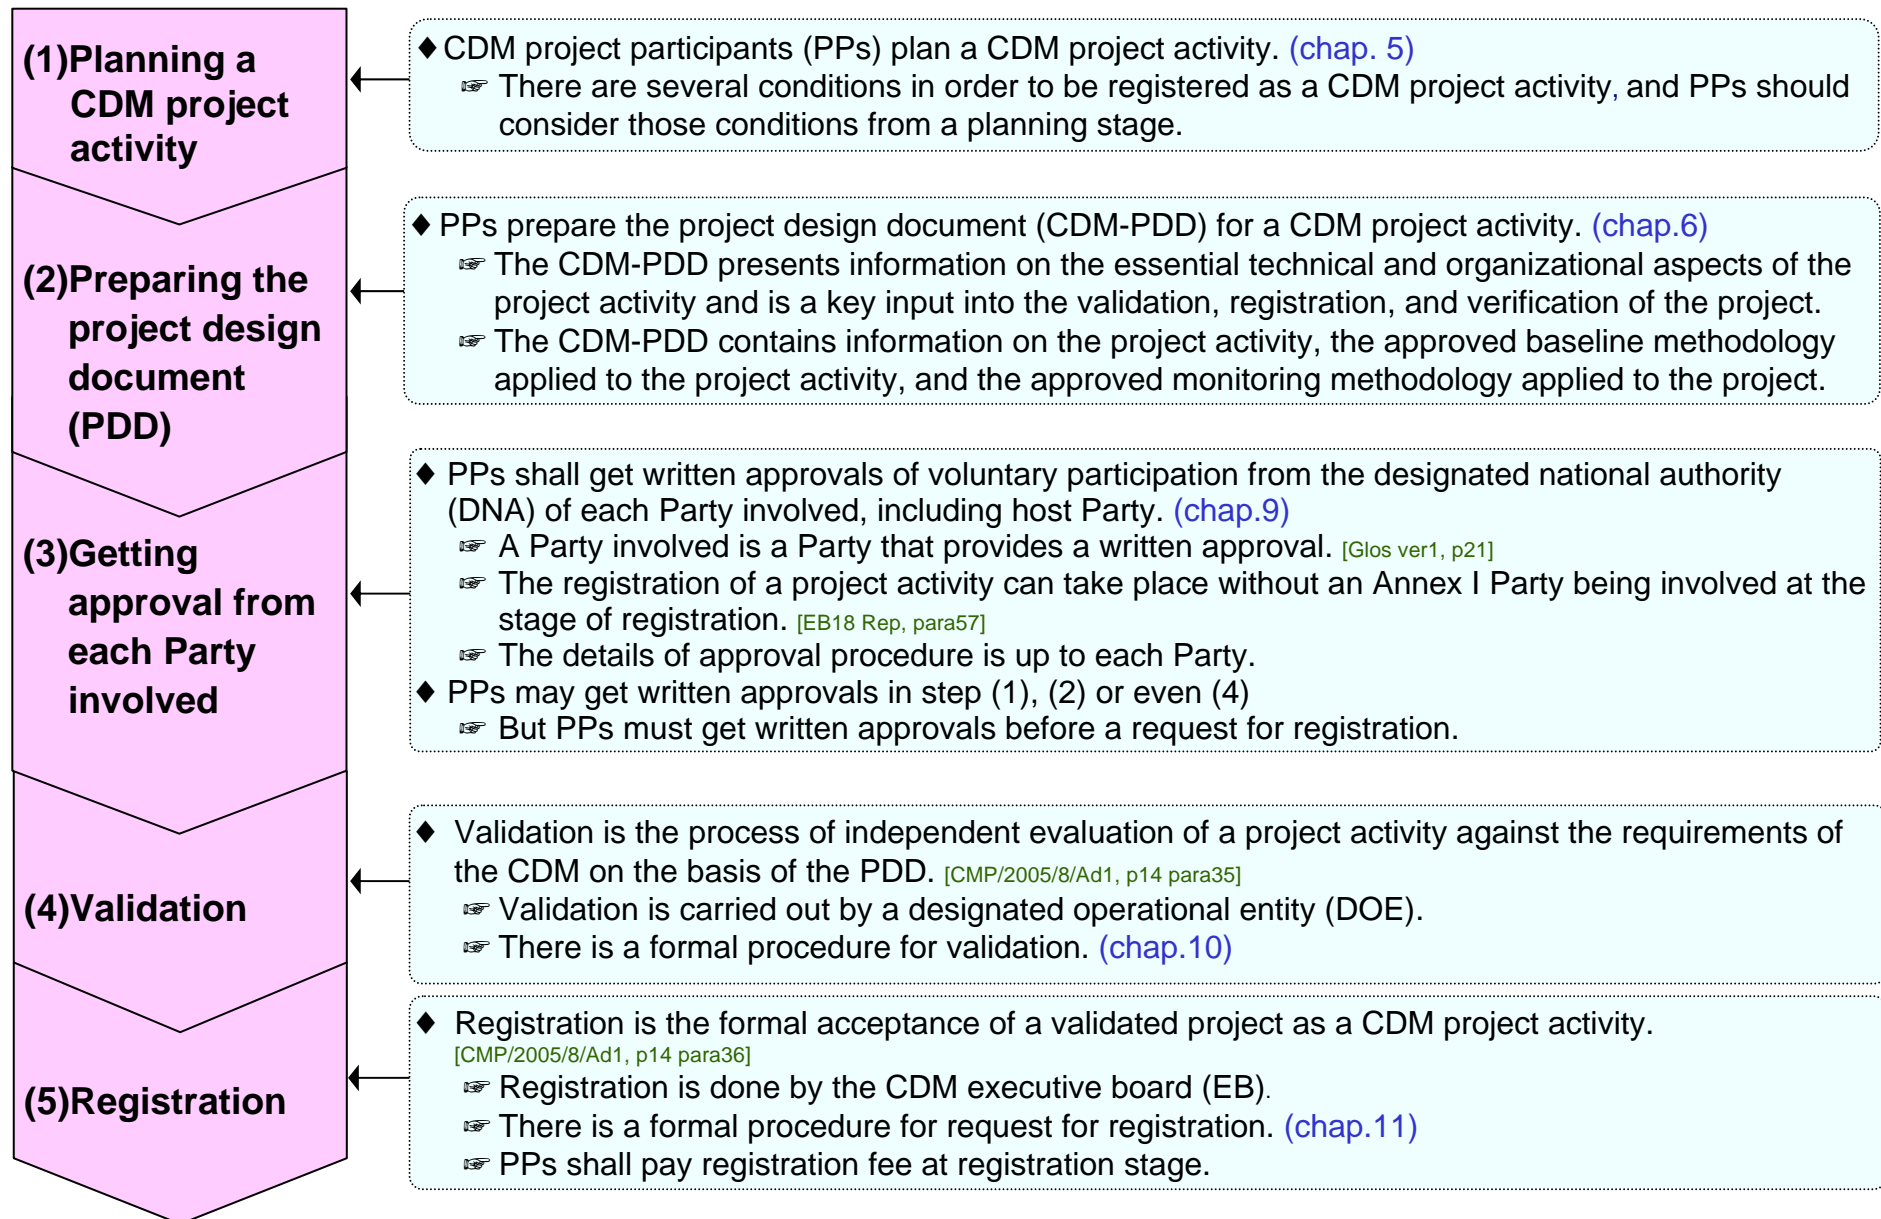 (1)Planning a
CDM project
activity
♦ CDM project participants (PPs) plan a CDM project activity. (chap. 5)
☞ There are several conditions in order to be registered as a CDM project activity, and PPs should
consider those conditions from a planning stage.
(2)Preparing the
project design
document
(PDD)
♦ PPs prepare the project design document (CDM-PDD) for a CDM project activity. (chap.6)
☞ The CDM-PDD presents information on the essential technical and organizational aspects of the
project activity and is a key input into the validation, registration, and verification of the project.
☞ The CDM-PDD contains information on the project activity, the approved baseline methodology
applied to the project activity, and the approved monitoring methodology applied to the project.
(3)Getting
approval from
each Party
involved
♦ PPs shall get written approvals of voluntary participation from the designated national authority
(DNA) of each Party involved, including host Party. (chap.9)
☞ A Party involved is a Party that provides a written approval. [Glos ver1, p21]
☞ The registration of a project activity can take place without an Annex I Party being involved at the
stage of registration. [EB18 Rep, para57]
☞ The details of approval procedure is up to each Party.
♦ PPs may get written approvals in step (1), (2) or even (4)
☞ But PPs must get written approvals before a request for registration.
(4)Validation
♦ Validation is the process of independent evaluation of a project activity against the requirements of
the CDM on the basis of the PDD. [CMP/2005/8/Ad1, p14 para35]
☞ Validation is carried out by a designated operational entity (DOE).
☞ There is a formal procedure for validation. (chap.10)
(5)Registration
♦ Registration is the formal acceptance of a validated project as a CDM project activity.
[CMP/2005/8/Ad1, p14 para36]
☞ Registration is done by the CDM executive board (EB).
☞ There is a formal procedure for request for registration. (chap.11)
☞ PPs shall pay registration fee at registration stage.